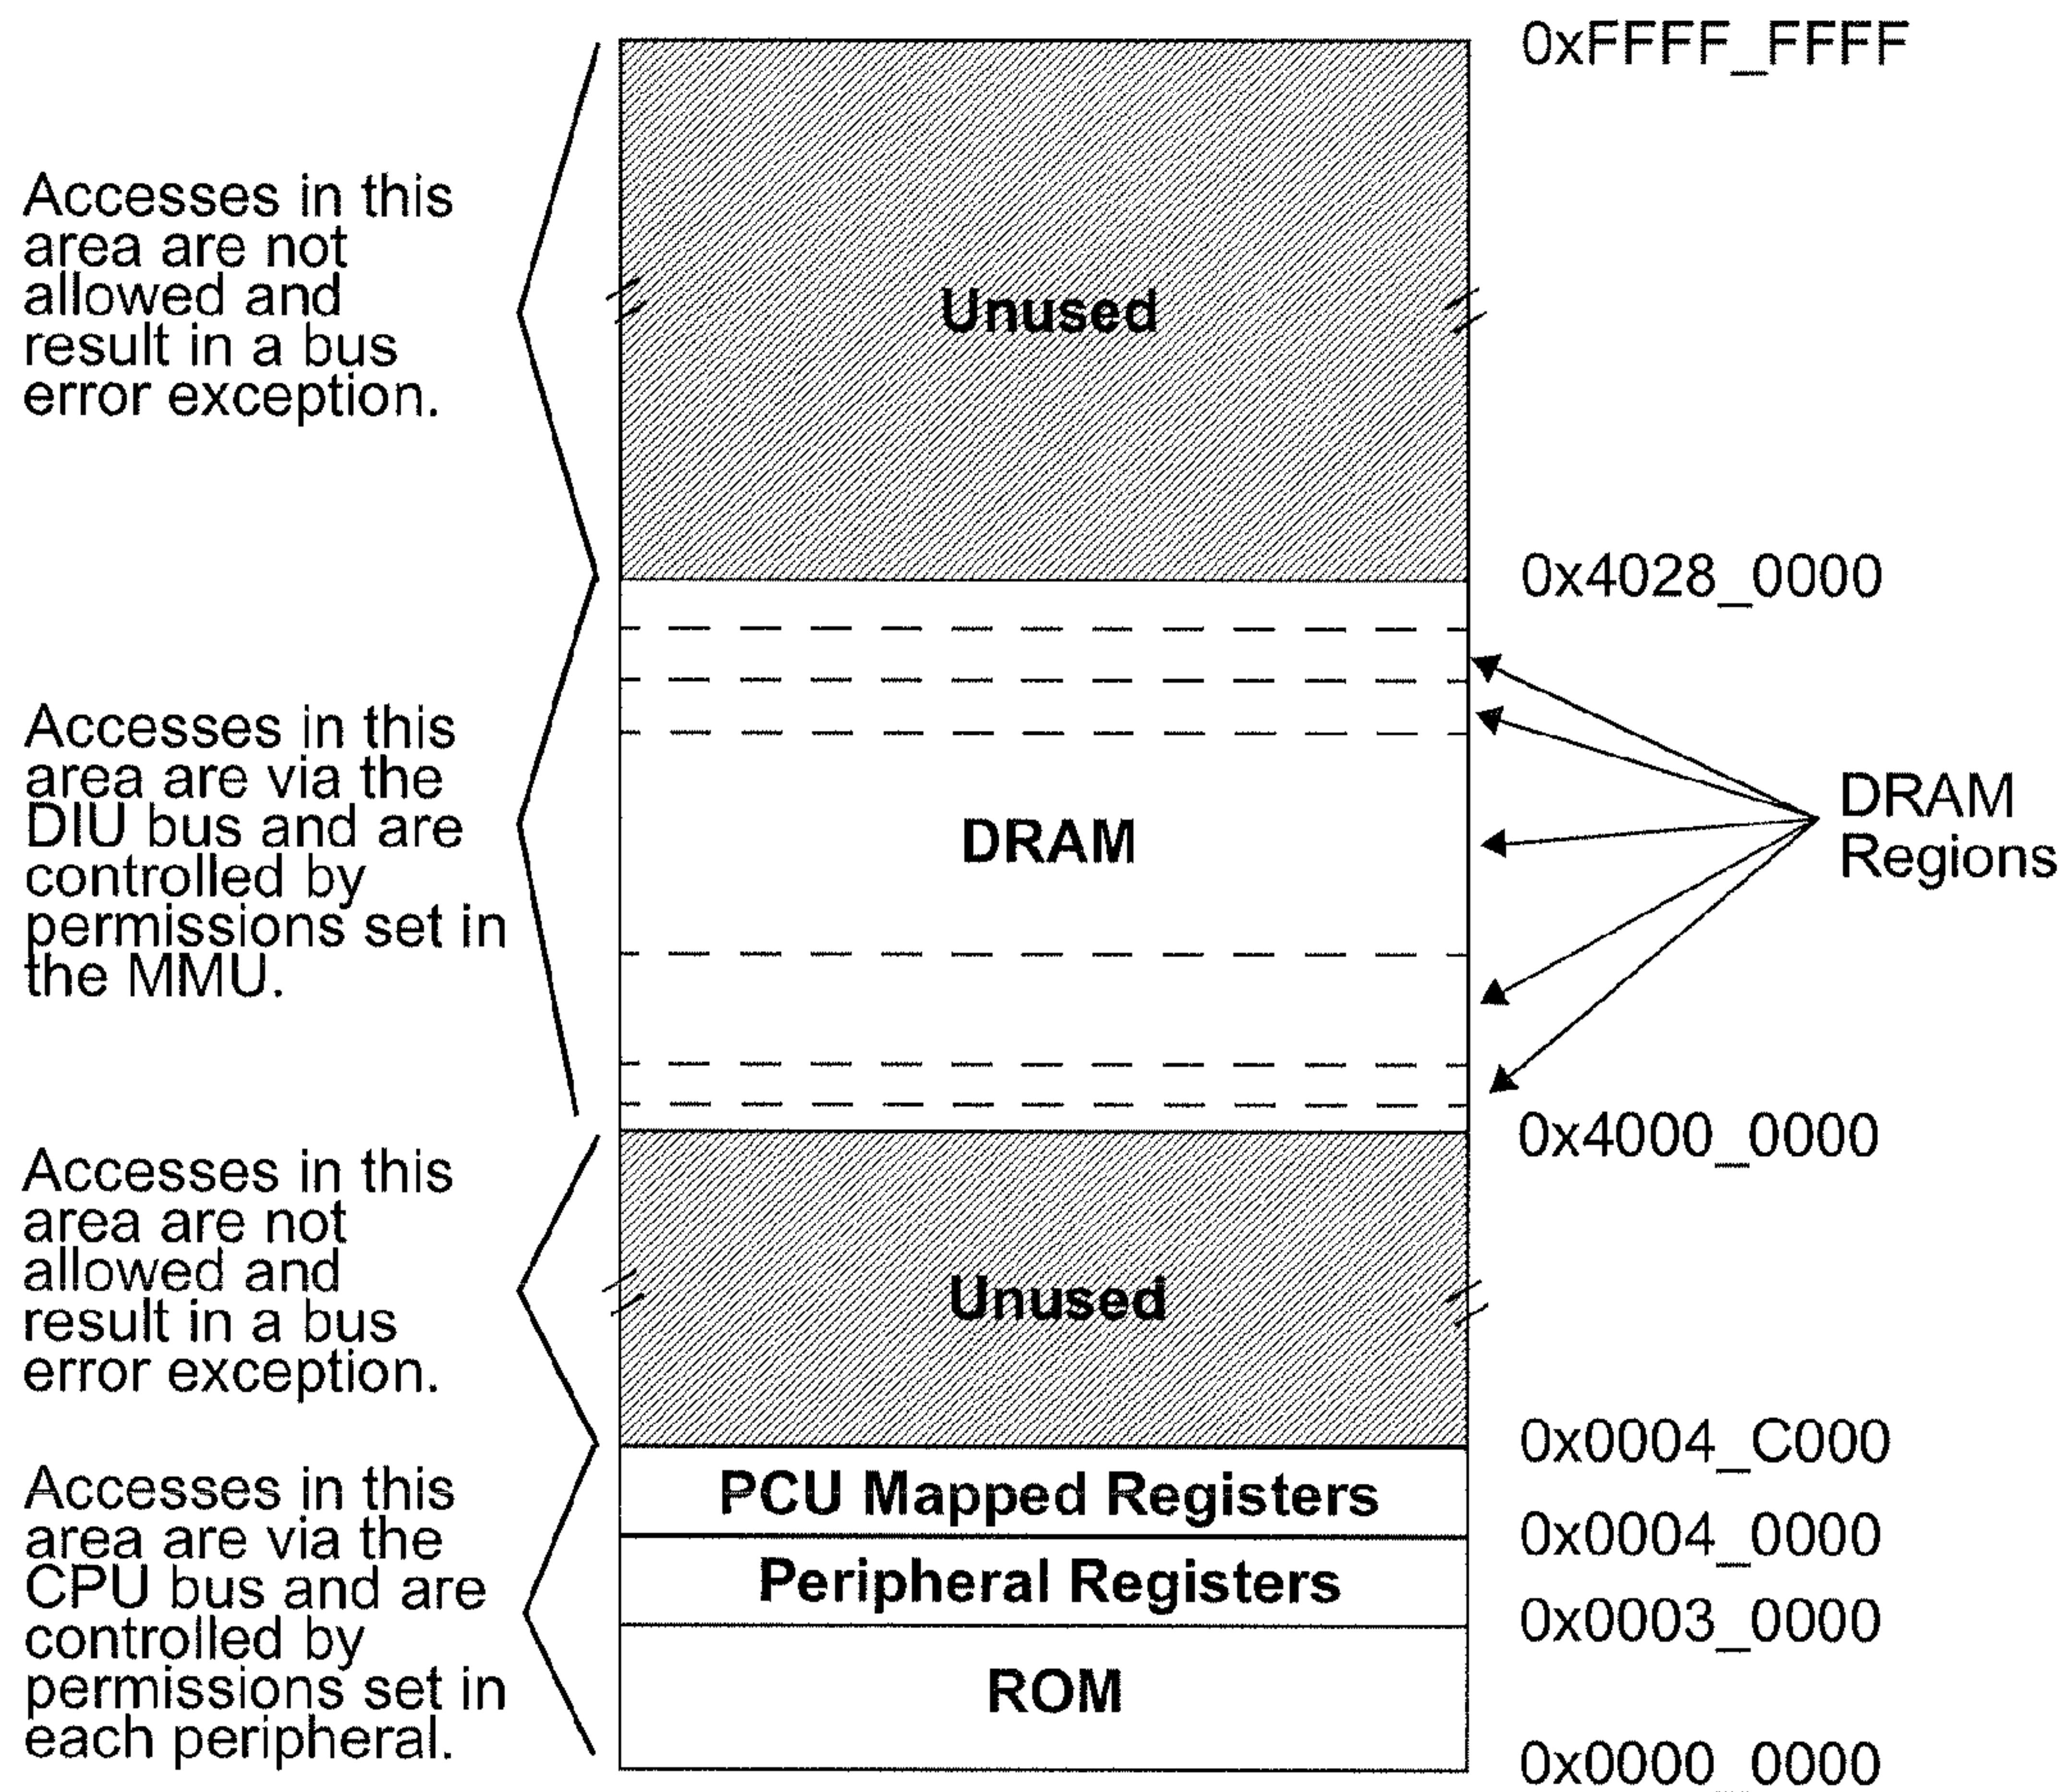 0xFFFF_FFFF
Accesses in this
area are not
allowed and
result in a bus
error exception.
Unused
0x4028_0000
Accesses in this
area are via the
DIU bus and are
controlled by
permissions set in
the MMU.
DRAM
DRAM
Regions
0x4000_0000
Accesses in this
area are not
allowed and
result in a bus
error exception.
Unused
0x0004_C000
Accesses in this
area are via the
CPU bus and are
controlled by
permissions set in
each peripheral.
PCU Mapped Registers
0x0004_0000
Peripheral Registers
0x0003_0000
ROM
0x0000_0000